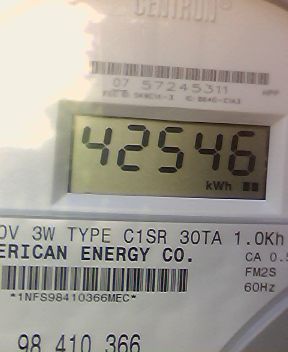 CENTRON®
07 57245311
42546
kWh
0V 3W TYPE C1SR 30TA 1.0Kh
ERICAN ENERGY CO.
CA 0.5
FM2S
*1NFS98410366MEC*
60Hz
98 410 366